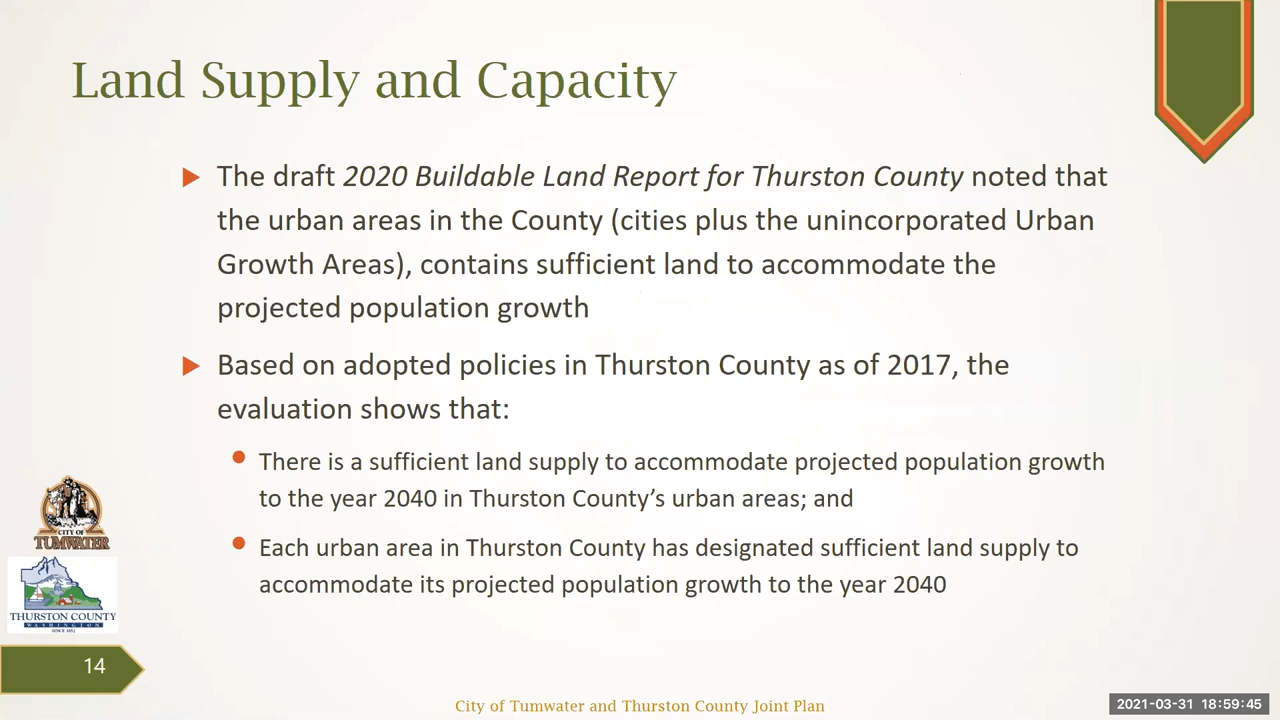 Land Supply and Capacity
The draft 2020 Buildable Land Report for Thurston County noted that
the urban areas in the County (cities plus the unincorporated Urban
Growth Areas), contains sufficient land to accommodate the
projected population growth
Based on adopted policies in Thurston County as of 2017, the
evaluation shows that:
There is a sufficient land supply to accommodate projected population growth
to the year 2040 in Thurston County’s urban areas; and
Each urban area in Thurston County has designated sufficient land supply to
accommodate its projected population growth to the year 2040
CITY OF
TUMWATER
THURSTON COUNTY
WASHINGTON
SINCE 1852
14
City of Tumwater and Thurston County Joint Plan
2021-03-31 18:59:45